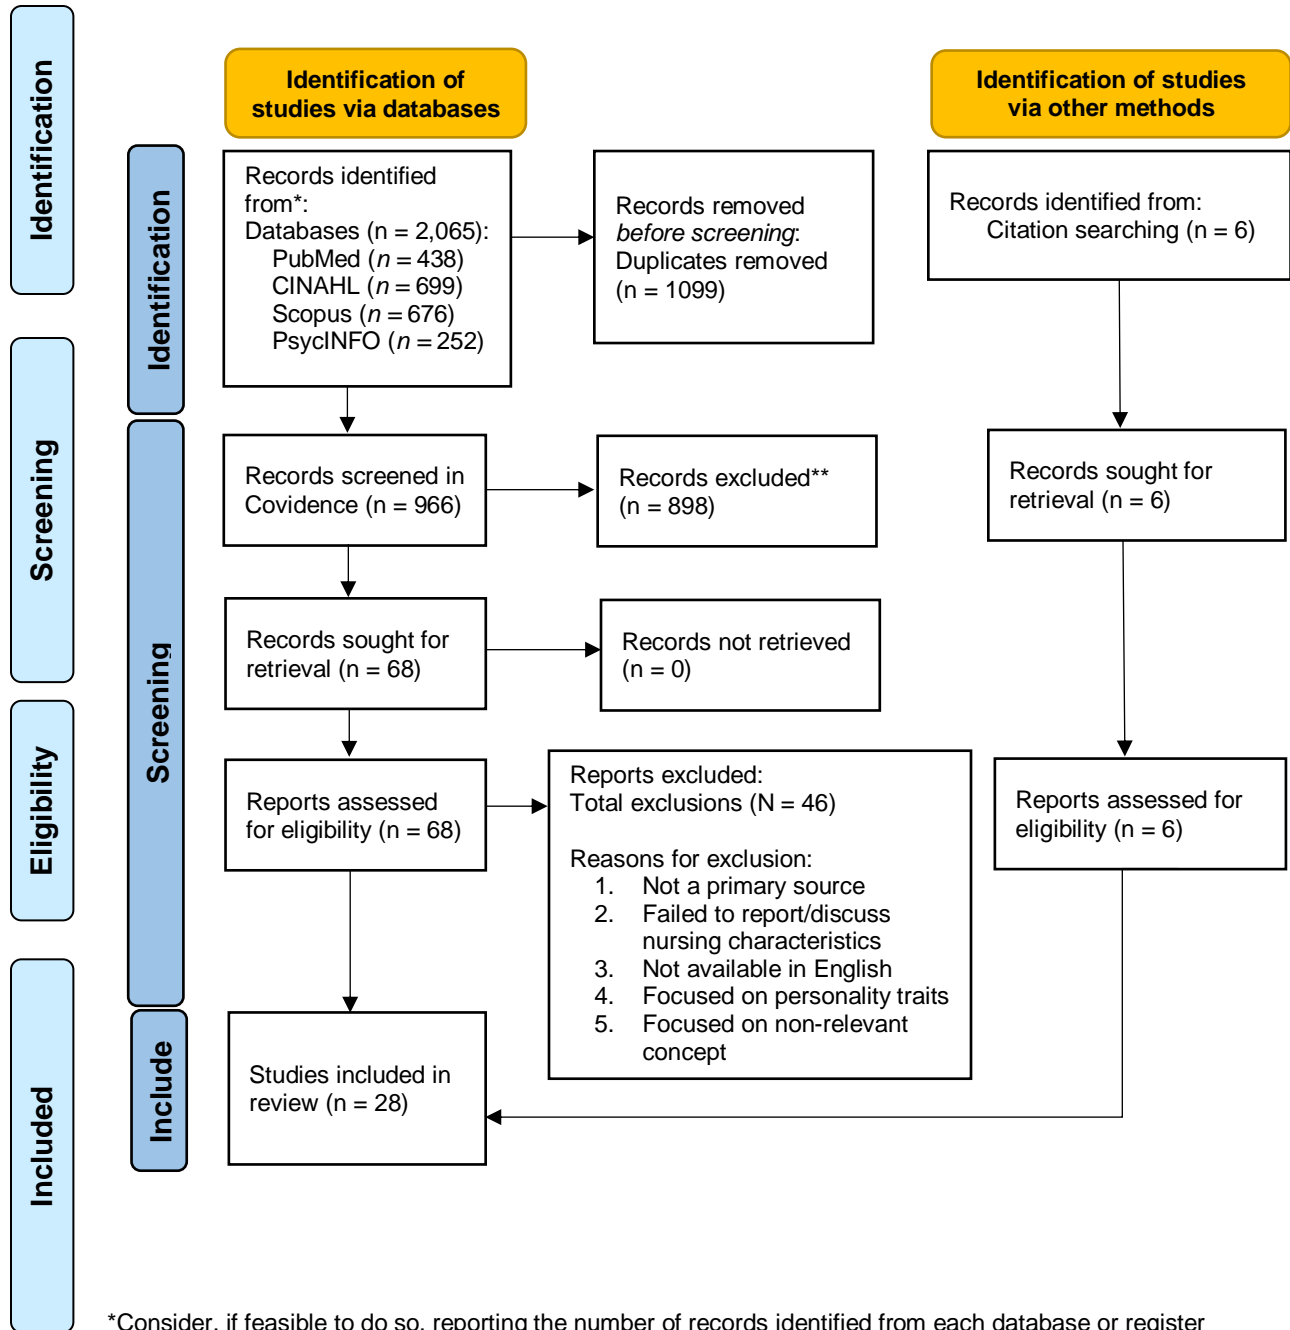 Identification
Screening
Eligibility
Included
Identification
Screening
Include
Identification of
studies via databases
Records identified
from*:
Databases (n = 2,065):
PubMed (n = 438)
CINAHL (n = 699)
Scopus (n = 676)
PsycINFO (n = 252)
Records removed
before screening:
Duplicates removed
(n = 1099)
Records screened in
Covidence (n = 966)
Records excluded**
(n = 898)
Records sought for
retrieval (n = 68)
Records not retrieved
(n = 0)
Reports assessed
for eligibility (n = 68)
Reports excluded:
Total exclusions (N = 46)
Reasons for exclusion:
1. Not a primary source
2. Failed to report/discuss
nursing characteristics
3. Not available in English
4. Focused on personality traits
5. Focused on non-relevant
concept
Studies included in
review (n = 28)
Identification of studies
via other methods
Records identified from:
Citation searching (n = 6)
Records sought for
retrieval (n = 6)
Reports assessed for
eligibility (n = 6)
*Consider, if feasible to do so, reporting the number of records identified from each database or register